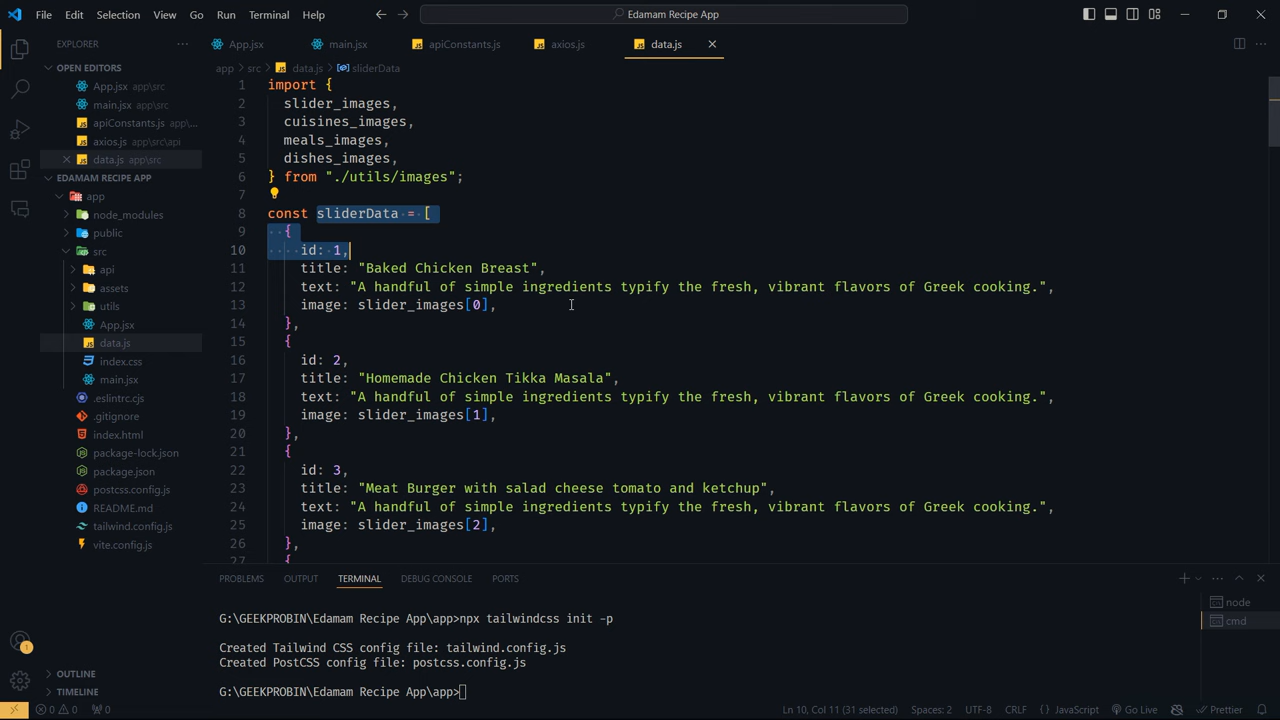 File Edit Selection View Go Run Terminal Help
Edamam Recipe App
EXPLORER
OPEN EDITORS
App.jsx app\src
main.jsx app\src
apiConstants.js app\...
axios.js app\src\api
data.js app\src
EDAMAM RECIPE APP
app
node_modules
public
src
api
assets
utils
App.jsx
data.js
index.css
main.jsx
.eslintrc.cjs
.gitignore
index.html
package-lock.json
package.json
postcss.config.js
README.md
tailwind.config.js
vite.config.js
OUTLINE
TIMELINE
App.jsx main.jsx apiConstants.js axios.js data.js
app > src > data.js > sliderData
1 import {
2 slider_images,
3 cuisines_images,
4 meals_images,
5 dishes_images,
6 } from "./utils/images";
7
8 const sliderData = [
9 {
10 id: 1,
11 title: "Baked Chicken Breast",
12 text: "A handful of simple ingredients typify the fresh, vibrant flavors of Greek cooking.",
13 image: slider_images[0],
14 },
15 {
16 id: 2,
17 title: "Homemade Chicken Tikka Masala",
18 text: "A handful of simple ingredients typify the fresh, vibrant flavors of Greek cooking.",
19 image: slider_images[1],
20 },
21 {
22 id: 3,
23 title: "Meat Burger with salad cheese tomato and ketchup",
24 text: "A handful of simple ingredients typify the fresh, vibrant flavors of Greek cooking.",
25 image: slider_images[2],
26 },
27 {
PROBLEMS OUTPUT TERMINAL DEBUG CONSOLE PORTS
G:\GEEKPROBIN\Edamam Recipe App\app>npx tailwindcss init -p
Created Tailwind CSS config file: tailwind.config.js
Created PostCSS config file: postcss.config.js
G:\GEEKPROBIN\Edamam Recipe App\app>
node
cmd
1
0 0 0 Ln 10, Col 11 (31 selected) Spaces: 2 UTF-8 CRLF {} JavaScript Go Live Prettier